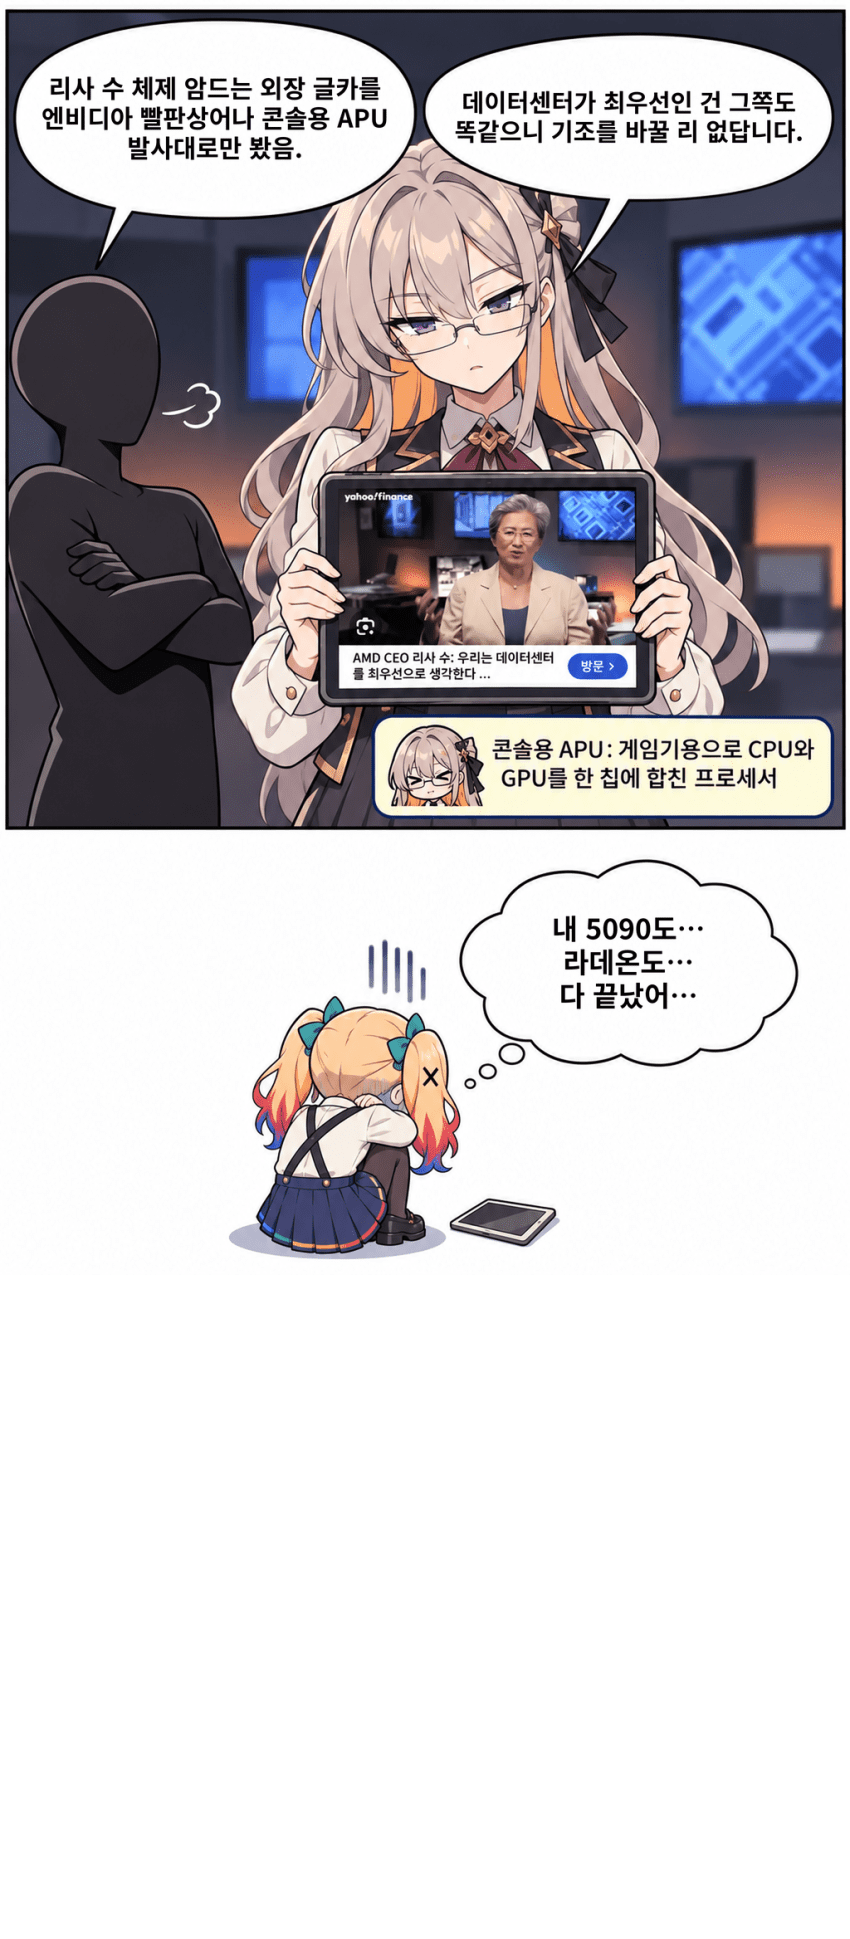 리사 수 체제 암드는 외장 글카를
엔비디아 빨판상어나 콘솔용 APU
발사대로만 봤음.
데이터센터가 최우선인 건 그쪽도
똑같으니 기조를 바꿀 리 없답니다.
yahoo!finance
AMD CEO 리사 수: 우리는 데이터센터
를 최우선으로 생각한다 ...
방문 >
콘솔용 APU: 게임기용으로 CPU와
GPU를 한 칩에 합친 프로세서
내 5090도…
라데온도…
다 끝났어…